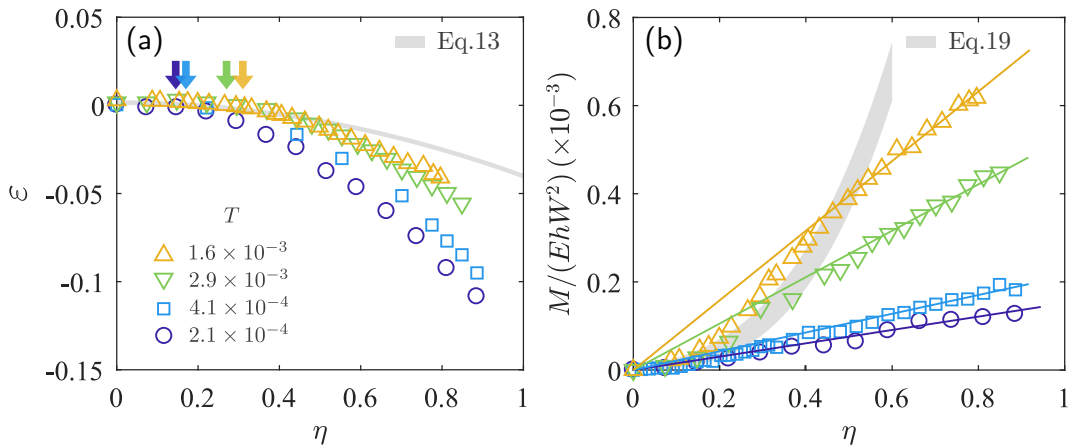 (a)
Eq.13
0.05
0
-0.05
-0.1
-0.15
ε
T
1.6 × 10⁻³
2.9 × 10⁻³
4.1 × 10⁻⁴
2.1 × 10⁻⁴
0 0.2 0.4 0.6 0.8 1
η
(b)
Eq.19
0.8
0.6
0.4
0.2
0
M/(EhW²) (×10⁻³)
0 0.2 0.4 0.6 0.8 1
η